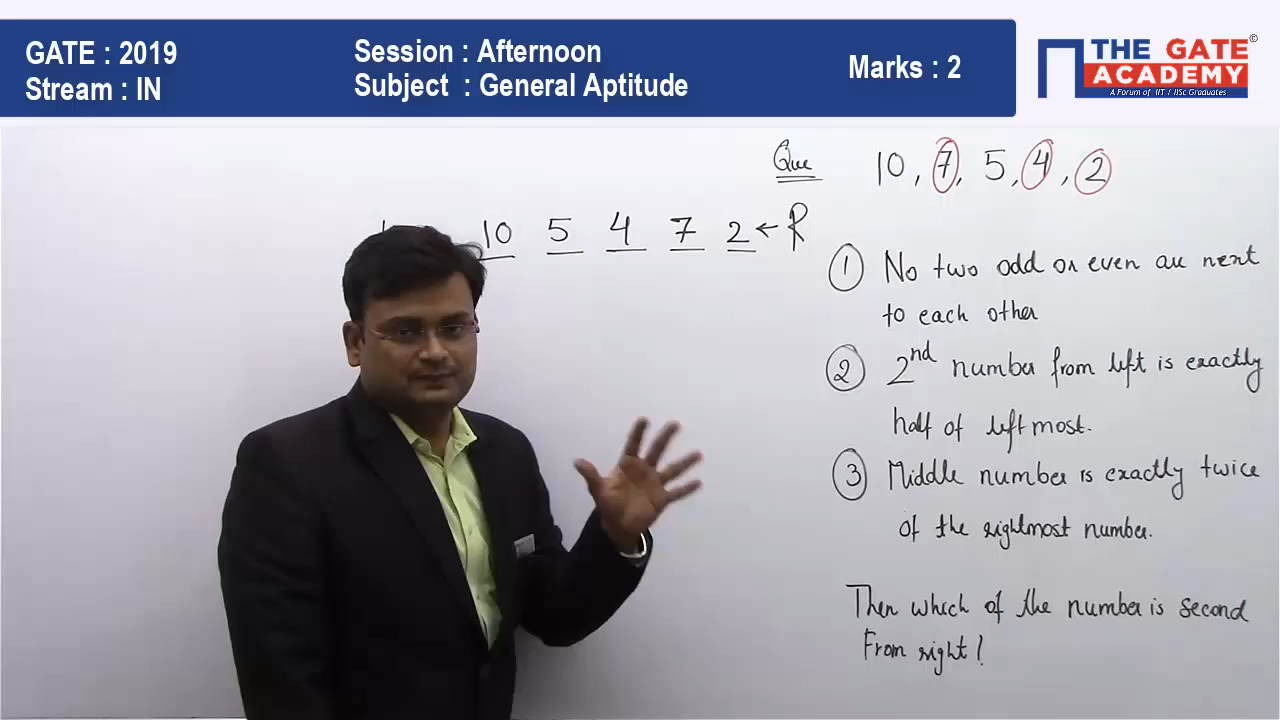 GATE : 2019
Stream : IN
Session : Afternoon
Subject : General Aptitude
Marks : 2
THE GATE
ACADEMY
A Forum of IIT / IISc Graduates
©
Que 10, 7, 5, 4, 2
10 5 4 7 2 ← R
1 No two odd or even are next
to each other
2 2nd number from left is exactly
half of left most.
3 Middle number is exactly twice
of the rightmost number.
Then which of the number is second
From right!